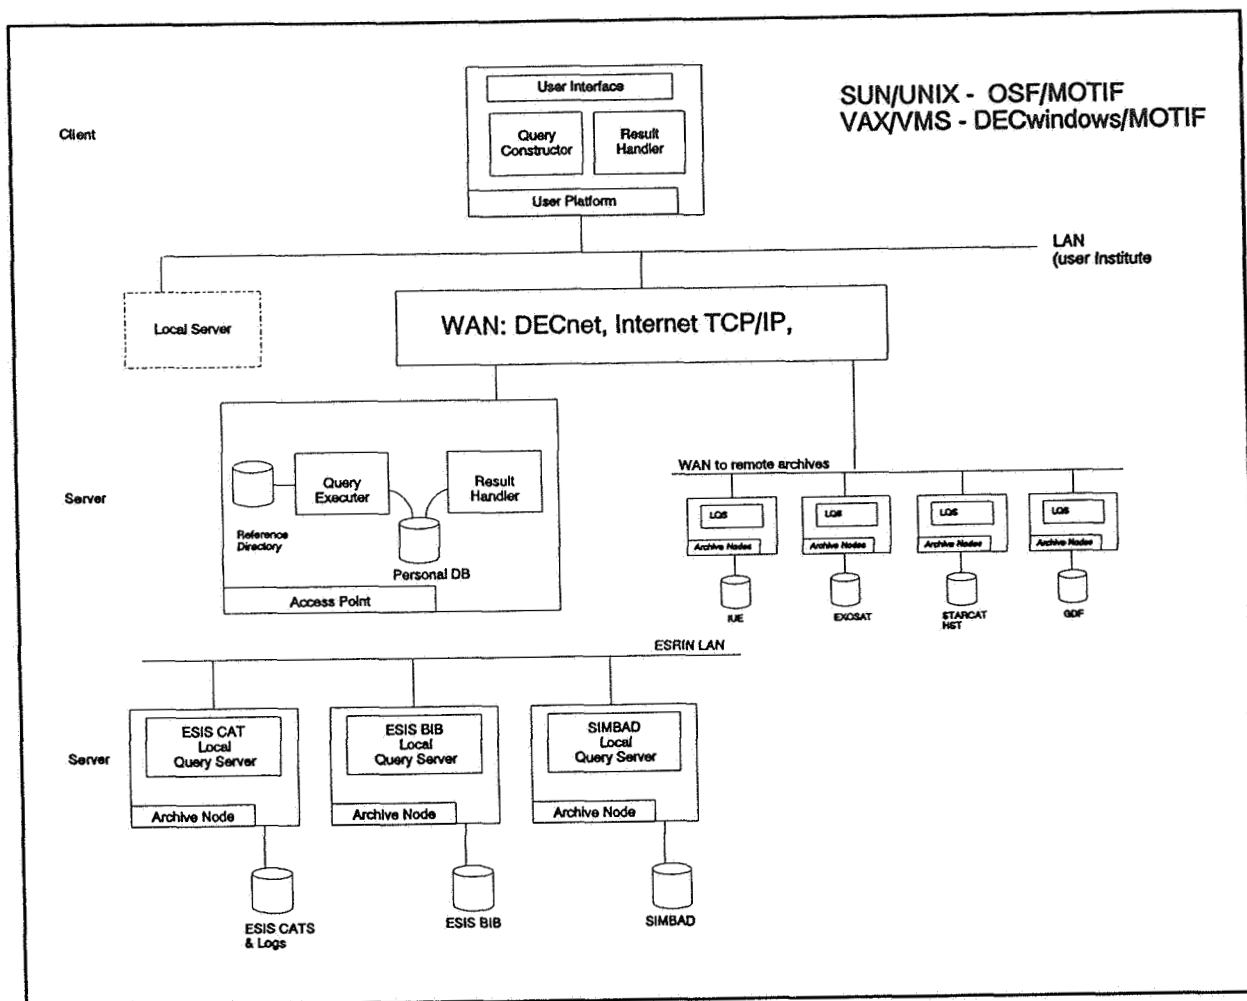 User Interface
SUN/UNIX - OSF/MOTIF
VAX/VMS - DECwindows/MOTIF
Client
Query
Constructor
Result
Handler
User Platform
LAN
(user Institute
Local Server
WAN: DECnet, Internet TCP/IP,
WAN to remote archives
Server
Query
Executer
Result
Handler
Reference
Directory
Personal DB
Access Point
LQS
LQS
LQS
LQS
Archive Nodes
Archive Nodes
Archive Nodes
Archive Nodes
IUE
EXOSAT
STARCAT
HST
GDF
ESRIN LAN
Server
ESIS CAT
Local
Query Server
ESIS BIB
Local
Query Server
SIMBAD
Local
Query Server
Archive Node
Archive Node
Archive Node
ESIS CATS
& Logs
ESIS BIB
SIMBAD